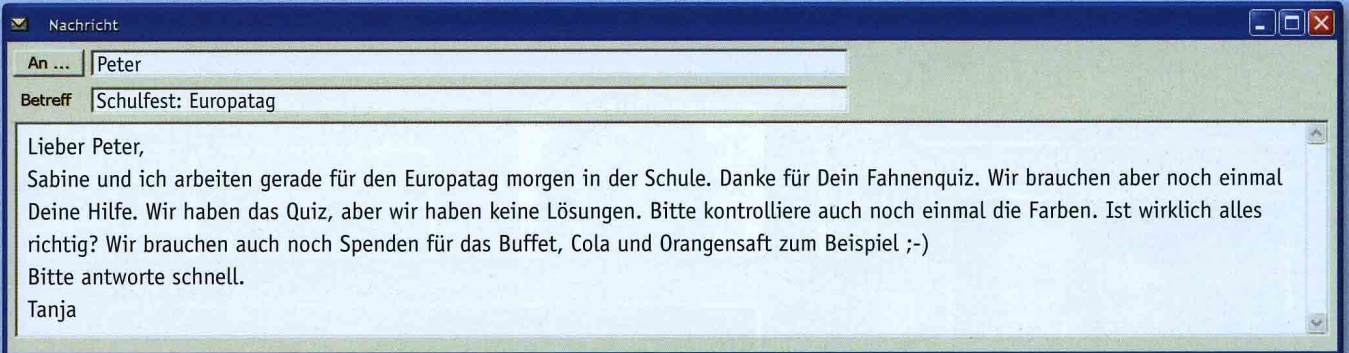 Nachricht
An ...
Peter
Betreff
Schulfest: Europatag
Lieber Peter,
Sabine und ich arbeiten gerade für den Europatag morgen in der Schule. Danke für Dein Fahnenquiz. Wir brauchen aber noch einmal
Deine Hilfe. Wir haben das Quiz, aber wir haben keine Lösungen. Bitte kontrolliere auch noch einmal die Farben. Ist wirklich alles
richtig? Wir brauchen auch noch Spenden für das Buffet, Cola und Orangensaft zum Beispiel ;-)
Bitte antworte schnell.
Tanja